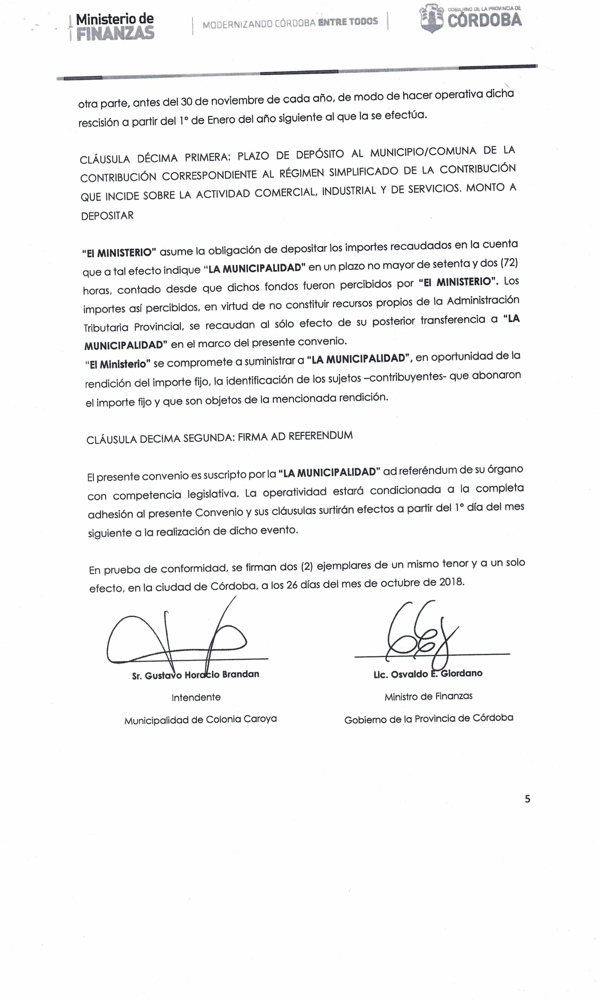 Ministerio de
FINANZAS
MODERNIZANDO CÓRDOBA ENTRE TODOS
GOBIERNO DE LA PROVINCIA DE
CÓRDOBA
otra parte, antes del 30 de noviembre de cada año, de modo de hacer operativa dicha
rescisión a partir del 1º de Enero del año siguiente al que la se efectúa.
CLÁUSULA DÉCIMA PRIMERA: PLAZO DE DEPÓSITO AL MUNICIPIO/COMUNA DE LA
CONTRIBUCIÓN CORRESPONDIENTE AL RÉGIMEN SIMPLIFICADO DE LA CONTRIBUCIÓN
QUE INCIDE SOBRE LA ACTIVIDAD COMERCIAL, INDUSTRIAL Y DE SERVICIOS. MONTO A
DEPOSITAR
“El MINISTERIO” asume la obligación de depositar los importes recaudados en la cuenta
que a tal efecto indique “LA MUNICIPALIDAD” en un plazo no mayor de setenta y dos (72)
horas, contado desde que dichos fondos fueron percibidos por “El MINISTERIO”. Los
importes así percibidos, en virtud de no constituir recursos propios de la Administración
Tributaria Provincial, se recaudan al sólo efecto de su posterior transferencia a “LA
MUNICIPALIDAD” en el marco del presente convenio.
“El Ministerio” se compromete a suministrar a “LA MUNICIPALIDAD”, en oportunidad de la
rendición del importe fijo, la identificación de los sujetos –contribuyentes- que abonaron
el importe fijo y que son objetos de la mencionada rendición.
CLÁUSULA DECIMA SEGUNDA: FIRMA AD REFERENDUM
El presente convenio es suscripto por la “LA MUNICIPALIDAD” ad referéndum de su órgano
con competencia legislativa. La operatividad estará condicionada a la completa
adhesión al presente Convenio y sus cláusulas surtirán efectos a partir del 1º día del mes
siguiente a la realización de dicho evento.
En prueba de conformidad, se firman dos (2) ejemplares de un mismo tenor y a un solo
efecto, en la ciudad de Córdoba, a los 26 días del mes de octubre de 2018.
Sr. Gustavo Horacio Brandan
Intendente
Municipalidad de Colonia Caroya
Lic. Osvaldo E. Giordano
Ministro de Finanzas
Gobierno de la Provincia de Córdoba
5